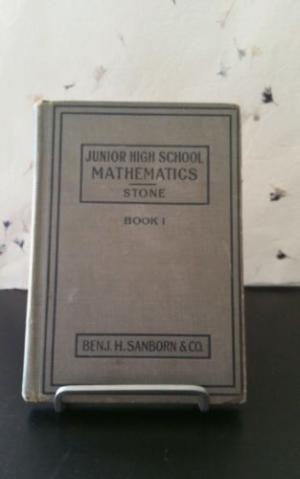 JUNIOR HIGH SCHOOL
MATHEMATICS
STONE
BOOK I
BENJ. H. SANBORN & CO.